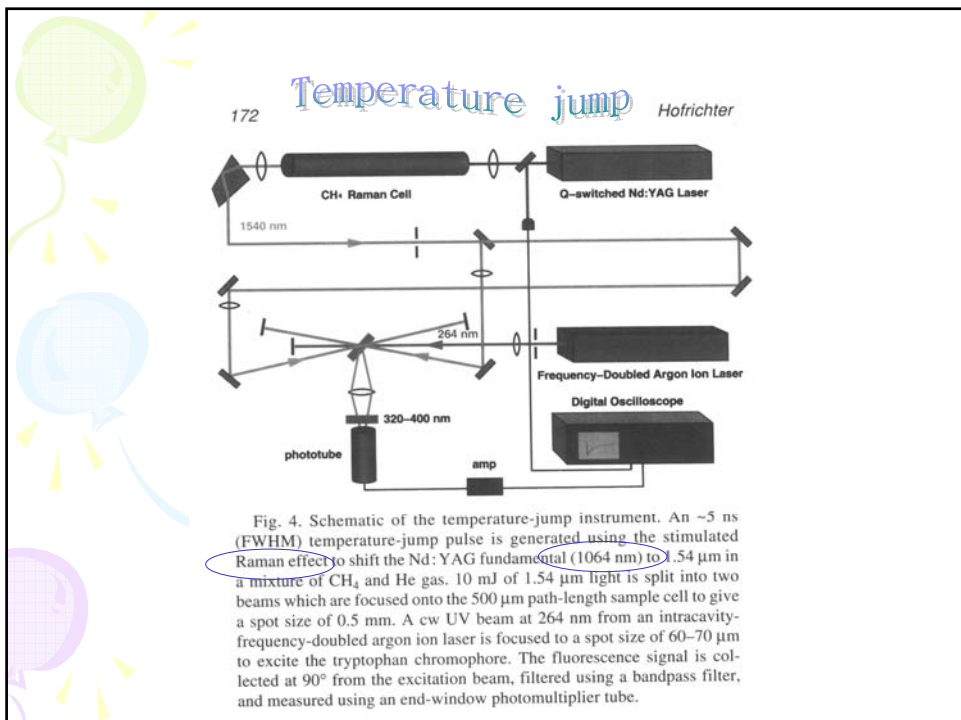 Temperature jump
172
Hofrichter
CH₄ Raman Cell
Q-switched Nd:YAG Laser
1540 nm
264 nm
Frequency-Doubled Argon Ion Laser
Digital Oscilloscope
320-400 nm
phototube
amp
Fig. 4. Schematic of the temperature-jump instrument. An ~5 ns
(FWHM) temperature-jump pulse is generated using the stimulated
Raman effect to shift the Nd:YAG fundamental (1064 nm) to 1.54 μm in
a mixture of CH₄ and He gas. 10 mJ of 1.54 μm light is split into two
beams which are focused onto the 500 μm path-length sample cell to give
a spot size of 0.5 mm. A cw UV beam at 264 nm from an intracavity-
frequency-doubled argon ion laser is focused to a spot size of 60–70 μm
to excite the tryptophan chromophore. The fluorescence signal is col-
lected at 90° from the excitation beam, filtered using a bandpass filter,
and measured using an end-window photomultiplier tube.